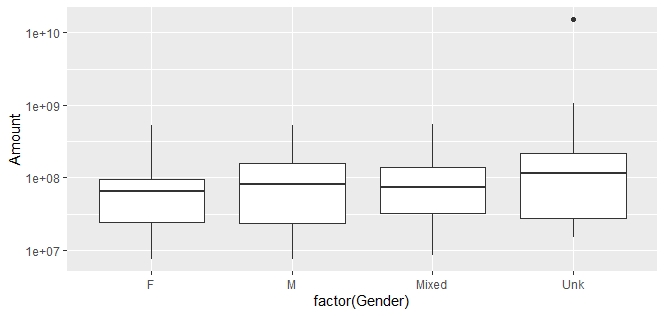 Amount
1e+10
1e+09
1e+08
1e+07
F M Mixed Unk
factor(Gender)